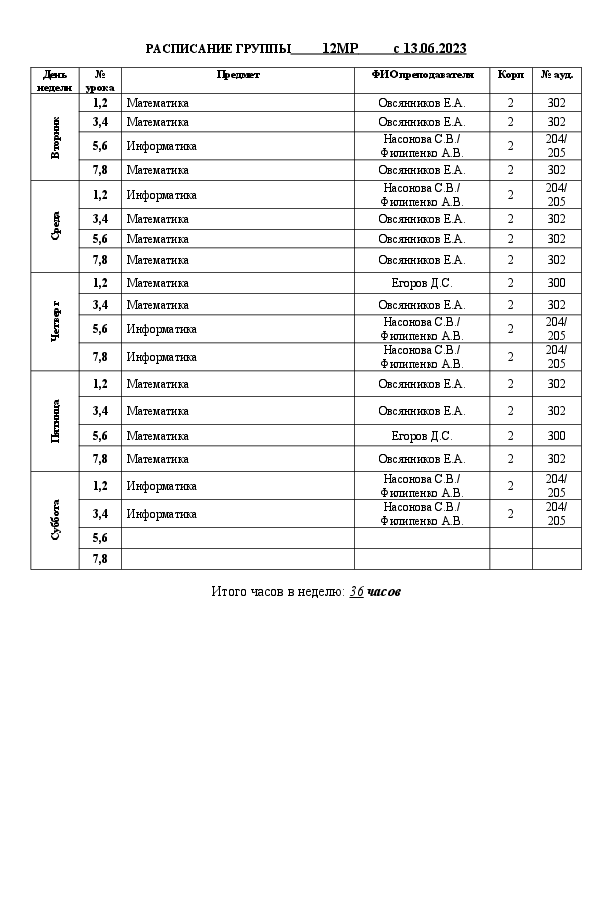 РАСПИСАНИЕ ГРУППЫ 12МР с 13.06.2023
День недели № урока Предмет ФИО преподавателя Корп № ауд.
Вторник
1,2 Математика Овсянников Е.А. 2 302
3,4 Математика Овсянников Е.А. 2 302
5,6 Информатика Насонова С.В./ Филипенко А.В. 2 204/ 205
7,8 Математика Овсянников Е.А. 2 302
Среда
1,2 Информатика Насонова С.В./ Филипенко А.В. 2 204/ 205
3,4 Математика Овсянников Е.А. 2 302
5,6 Математика Овсянников Е.А. 2 302
7,8 Математика Овсянников Е.А. 2 302
Четверг
1,2 Математика Егоров Д.С. 2 300
3,4 Математика Овсянников Е.А. 2 302
5,6 Информатика Насонова С.В./ Филипенко А.В. 2 204/ 205
7,8 Информатика Насонова С.В./ Филипенко А.В. 2 204/ 205
Пятница
1,2 Математика Овсянников Е.А. 2 302
3,4 Математика Овсянников Е.А. 2 302
5,6 Математика Егоров Д.С. 2 300
7,8 Математика Овсянников Е.А. 2 302
Суббота
1,2 Информатика Насонова С.В./ Филипенко А.В. 2 204/ 205
3,4 Информатика Насонова С.В./ Филипенко А.В. 2 204/ 205
5,6
7,8
Итого часов в неделю: 36 часов